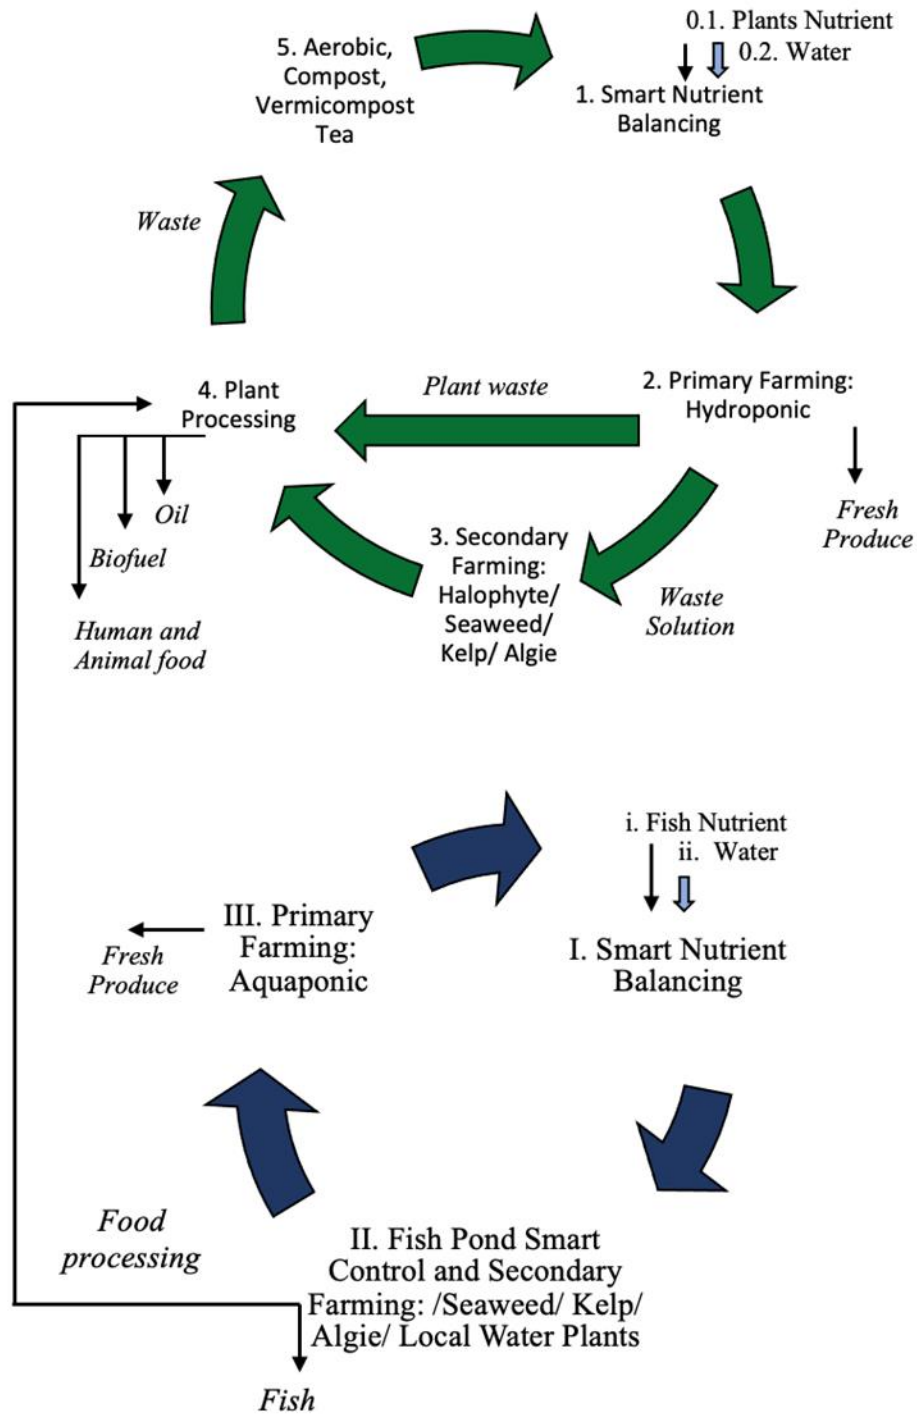 5. Aerobic,
Compost,
Vermicompost
Tea
0.1. Plants Nutrient
0.2. Water
1. Smart Nutrient
Balancing
Waste
4. Plant
Processing
Plant waste
2. Primary Farming:
Hydroponic
Oil
Biofuel
Human and
Animal food
3. Secondary
Farming:
Halophyte/
Seaweed/
Kelp/ Algie
Waste
Solution
Fresh
Produce
i. Fish Nutrient
ii. Water
III. Primary
Farming:
Aquaponic
Fresh
Produce
I. Smart Nutrient
Balancing
Food
processing
II. Fish Pond Smart
Control and Secondary
Farming: /Seaweed/ Kelp/
Algie/ Local Water Plants
Fish